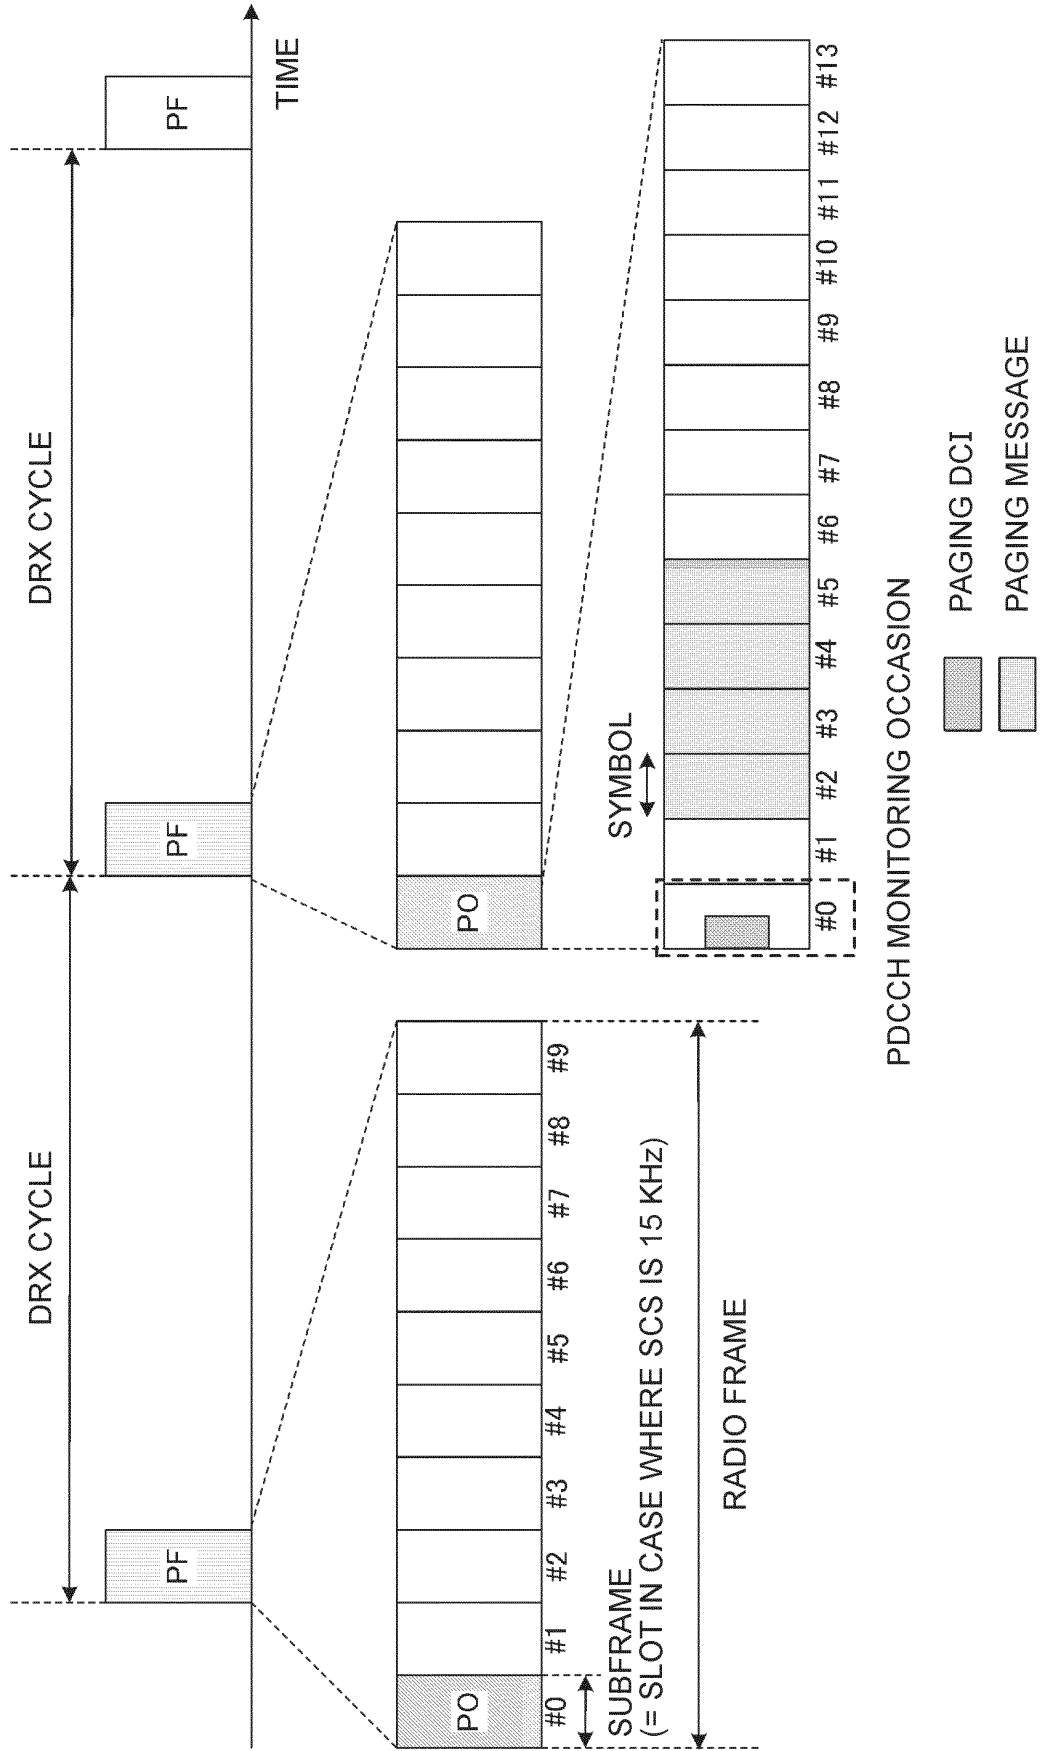 DRX CYCLE
DRX CYCLE
PF
PF
PF
TIME
PO
#0
#1
#2
#3
#4
#5
#6
#7
#8
#9
SUBFRAME
(= SLOT IN CASE WHERE SCS IS 15 KHz)
RADIO FRAME
PO
SYMBOL
#0
#1
#2
#3
#4
#5
#6
#7
#8
#9
#10
#11
#12
#13
PDCCH MONITORING OCCASION
PAGING DCI
PAGING MESSAGE